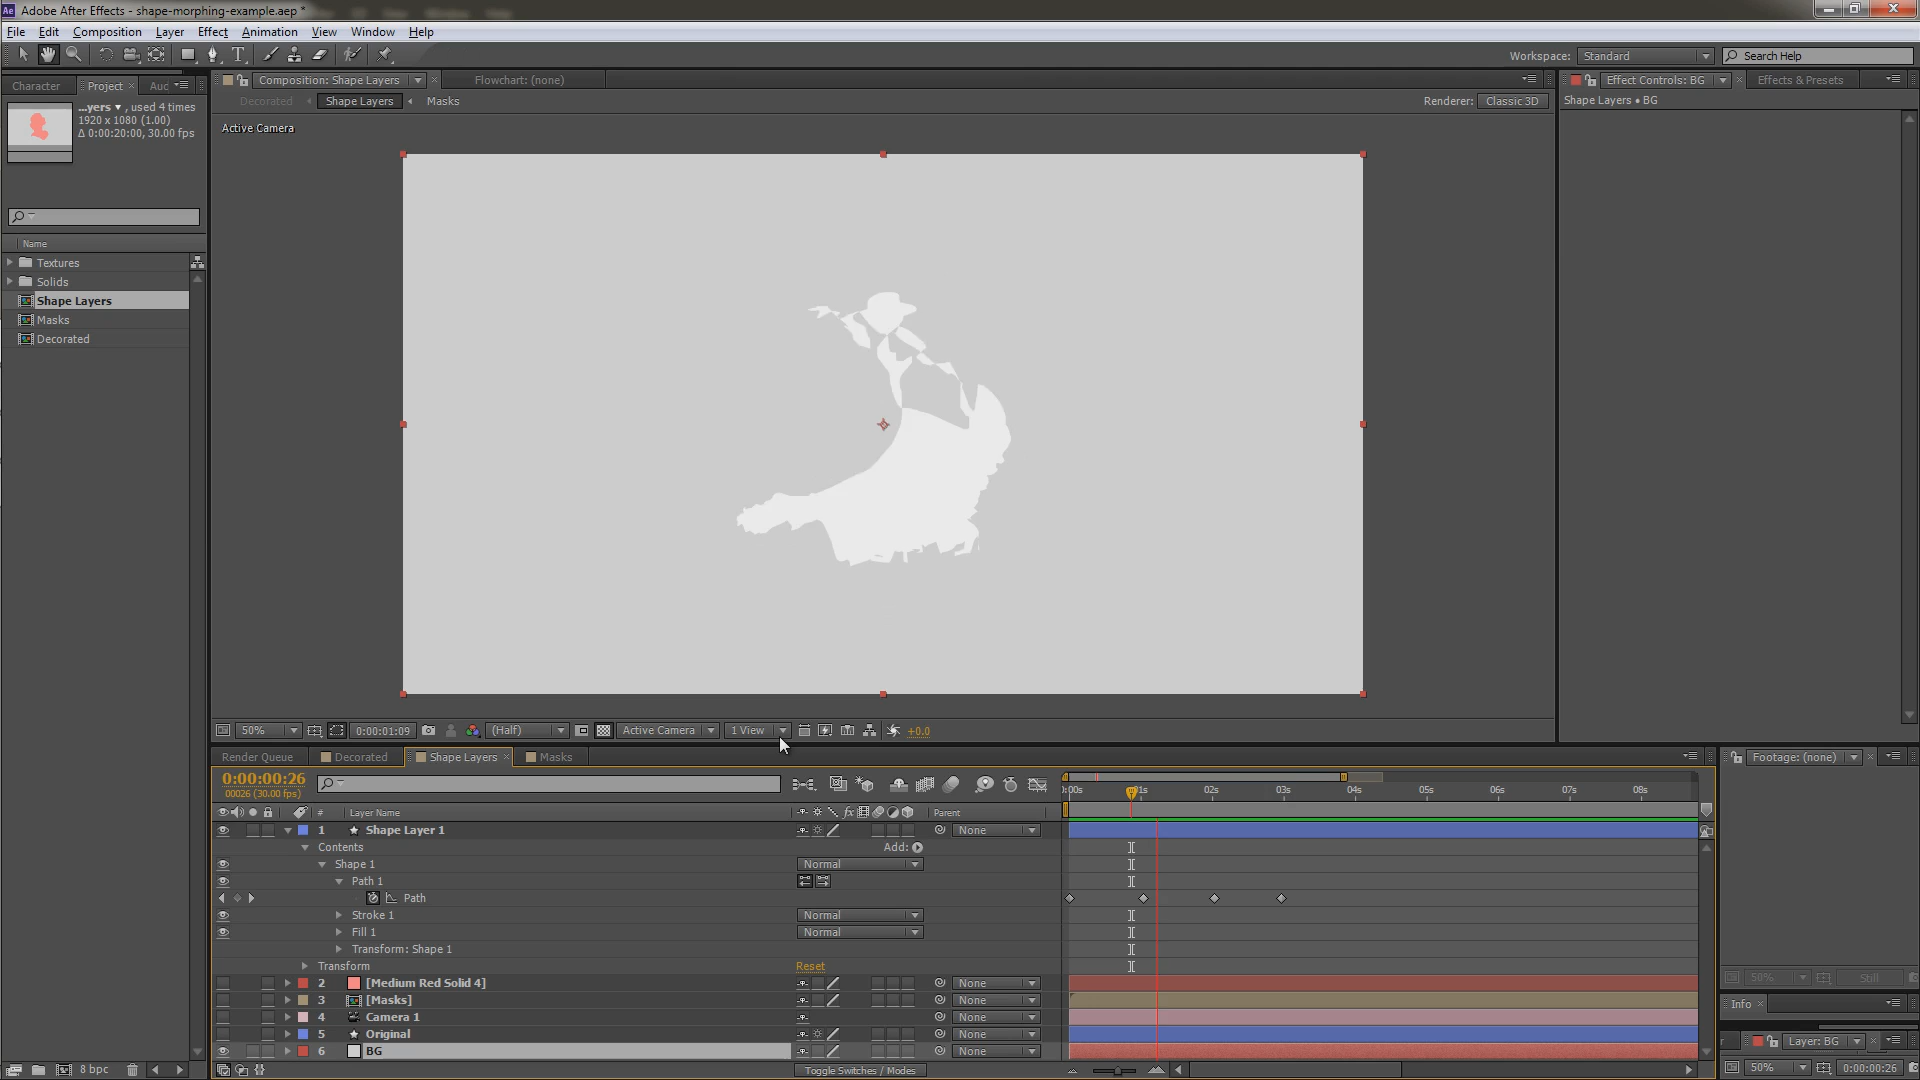 Ae Adobe After Effects - shape-morphing-example.aep *
File Edit Composition Layer Effect Animation View Window Help
T Workspace: Standard Search Help
Character Project × Auc
Composition: Shape Layers × Flowchart: (none)
Effect Controls: BG × Effects & Presets
...yers ▾ , used 4 times
1920 x 1080 (1.00)
Δ 0:00:20:00, 30.00 fps
Decorated Shape Layers Masks
Renderer: Classic 3D
Shape Layers • BG
Active Camera
Name
Textures
Solids
Shape Layers
Masks
Decorated
50% 0:00:01:09 (Half) Active Camera 1 View +0.0
Render Queue Decorated Shape Layers × Masks
Footage: (none) ×
0:00:00:26
00026 (30.00 fps)
):00s 01s 02s 03s 04s 05s 06s 07s 08s
# Layer Name fx Parent
1 Shape Layer 1 None
Contents Add:
Shape 1 Normal
Path 1
Path
Stroke 1 Normal
Fill 1 Normal
Transform: Shape 1
Transform Reset
2 [Medium Red Solid 4] None
3 [Masks] None
4 Camera 1 None
5 Original None
6 BG None
50% Still
Info ×
r Layer: BG ×
8 bpc
Toggle Switches / Modes
50% 0:00:00:26